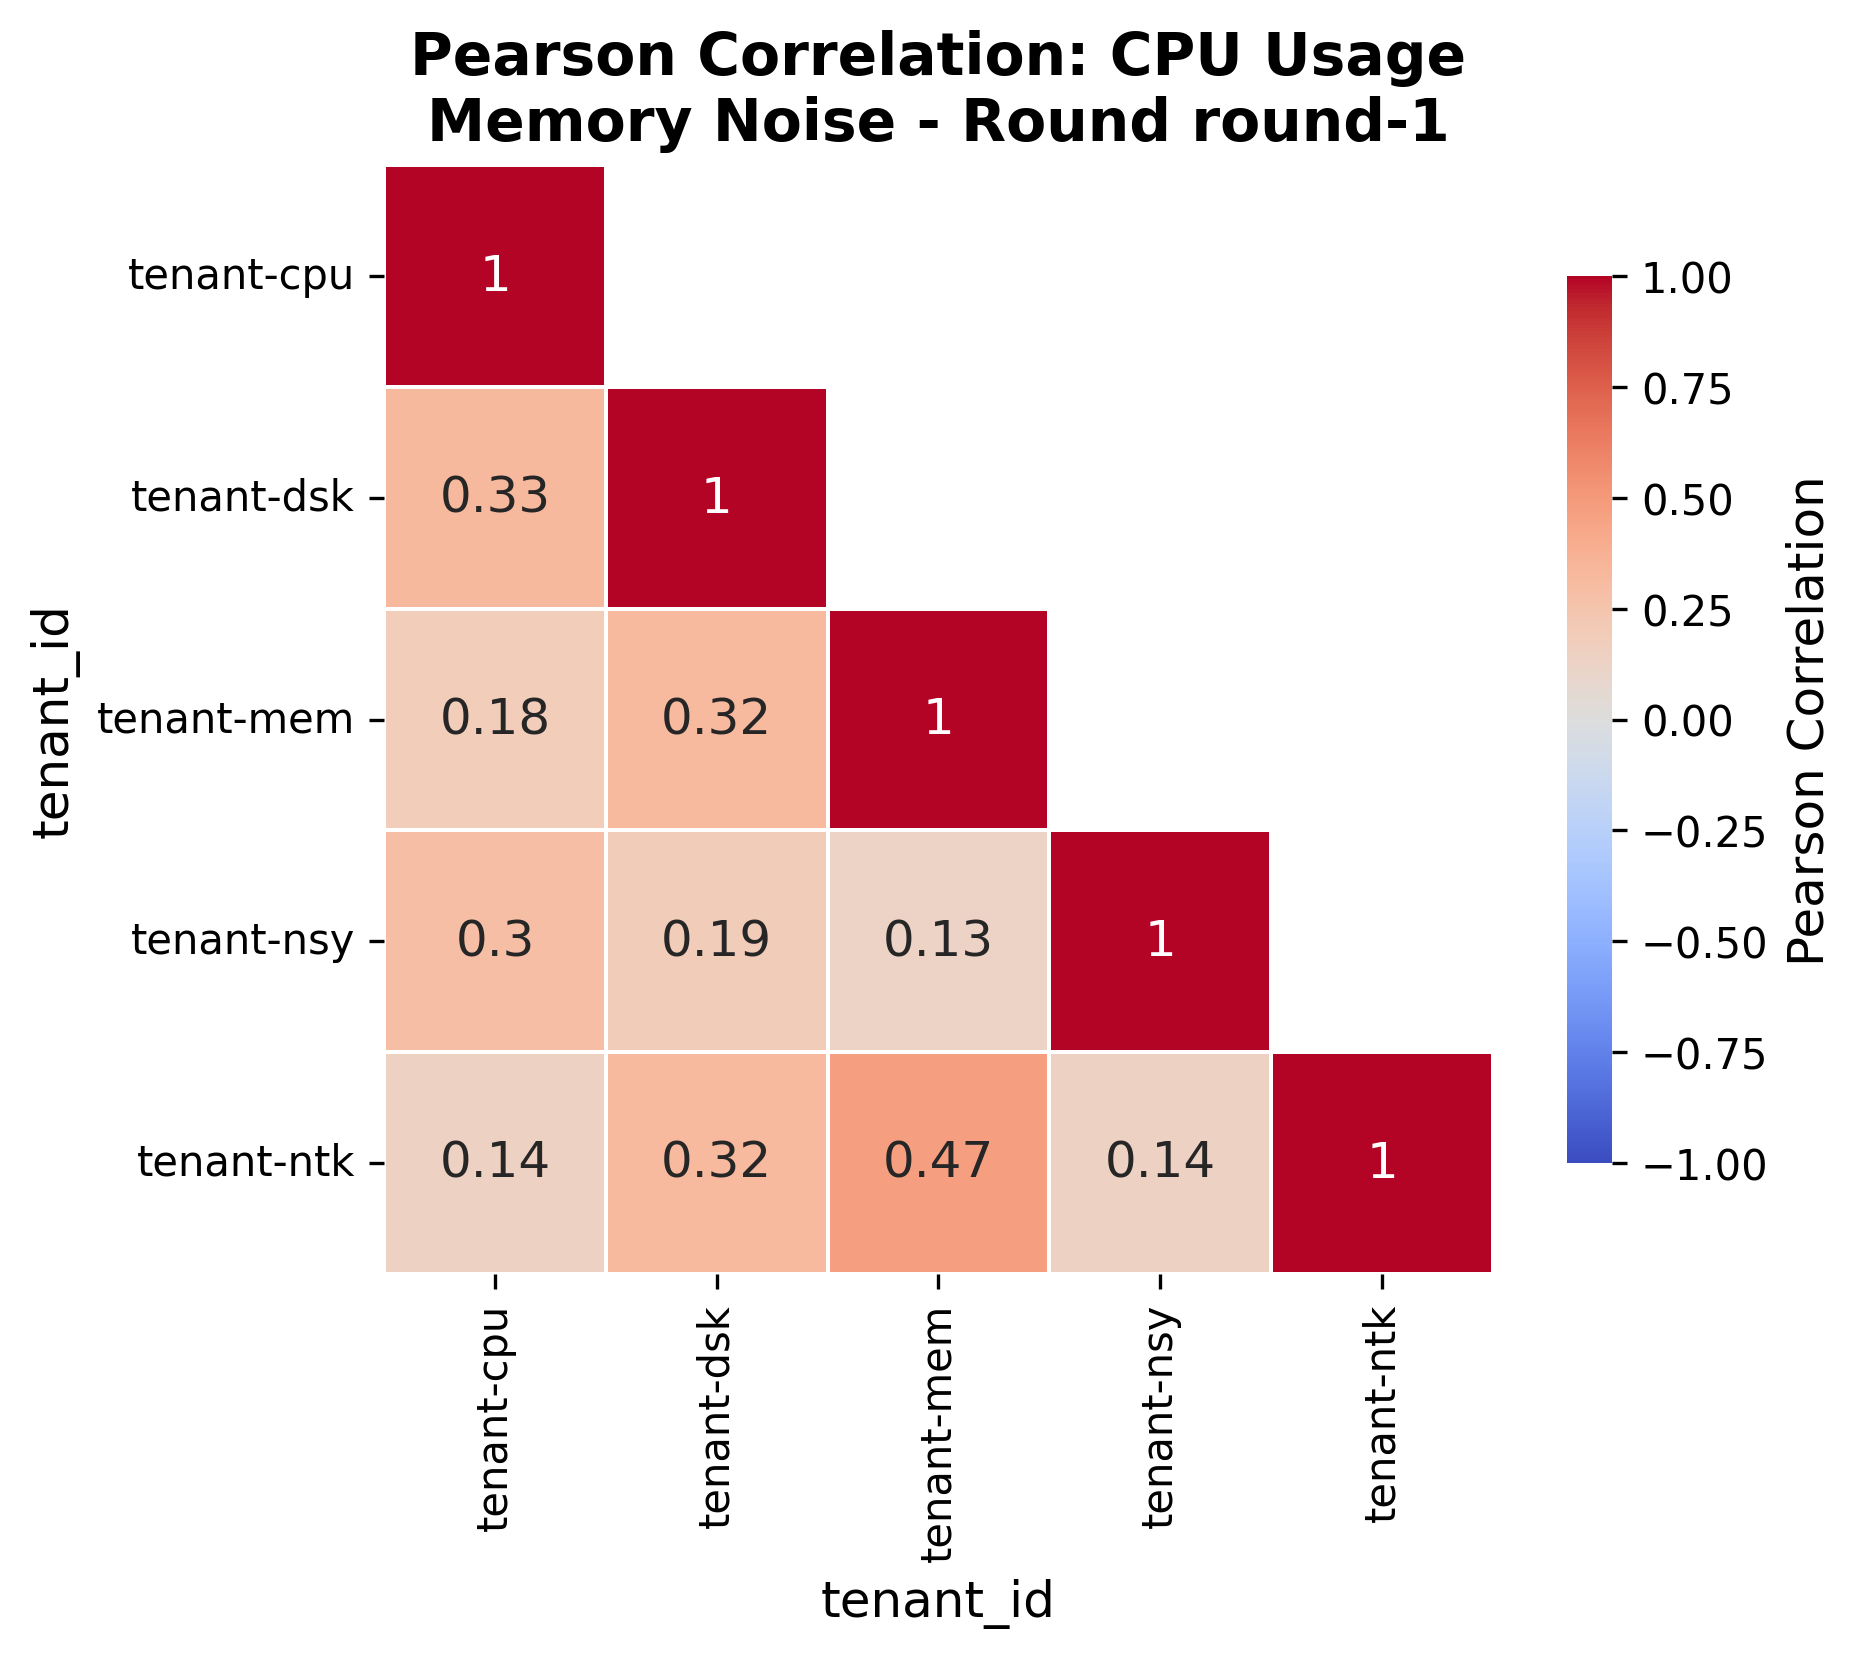 Pearson Correlation: CPU Usage
Memory Noise - Round round-1
tenant_id
tenant-cpu
1
tenant-dsk
0.33 1
tenant-mem
0.18 0.32 1
tenant-nsy
0.3 0.19 0.13 1
tenant-ntk
0.14 0.32 0.47 0.14 1
tenant-cpu
tenant-dsk
tenant-mem
tenant-nsy
tenant-ntk
tenant_id
1.00
0.75
0.50
0.25
0.00
−0.25
−0.50
−0.75
−1.00
Pearson Correlation